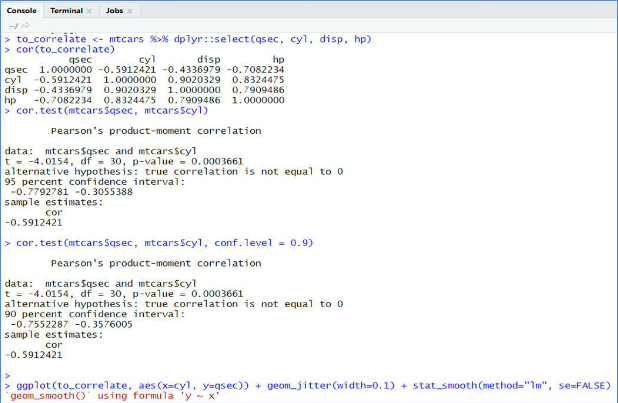 Console Terminal × Jobs ×
~/
> to_correlate <- mtcars %>% dplyr::select(qsec, cyl, disp, hp)
> cor(to_correlate)
qsec cyl disp hp
qsec 1.0000000 -0.5912421 -0.4336979 -0.7082234
cyl -0.5912421 1.0000000 0.9020329 0.8324475
disp -0.4336979 0.9020329 1.0000000 0.7909486
hp -0.7082234 0.8324475 0.7909486 1.0000000
> cor.test(mtcars$qsec, mtcars$cyl)
Pearson's product-moment correlation
data: mtcars$qsec and mtcars$cyl
t = -4.0154, df = 30, p-value = 0.0003661
alternative hypothesis: true correlation is not equal to 0
95 percent confidence interval:
-0.7792781 -0.3055388
sample estimates:
cor
-0.5912421
> cor.test(mtcars$qsec, mtcars$cyl, conf.level = 0.9)
Pearson's product-moment correlation
data: mtcars$qsec and mtcars$cyl
t = -4.0154, df = 30, p-value = 0.0003661
alternative hypothesis: true correlation is not equal to 0
90 percent confidence interval:
-0.7552287 -0.3576005
sample estimates:
cor
-0.5912421
>
> ggplot(to_correlate, aes(x=cyl, y=qsec)) + geom_jitter(width=0.1) + stat_smooth(method="lm", se=FALSE)
`geom_smooth()` using formula 'y ~ x'